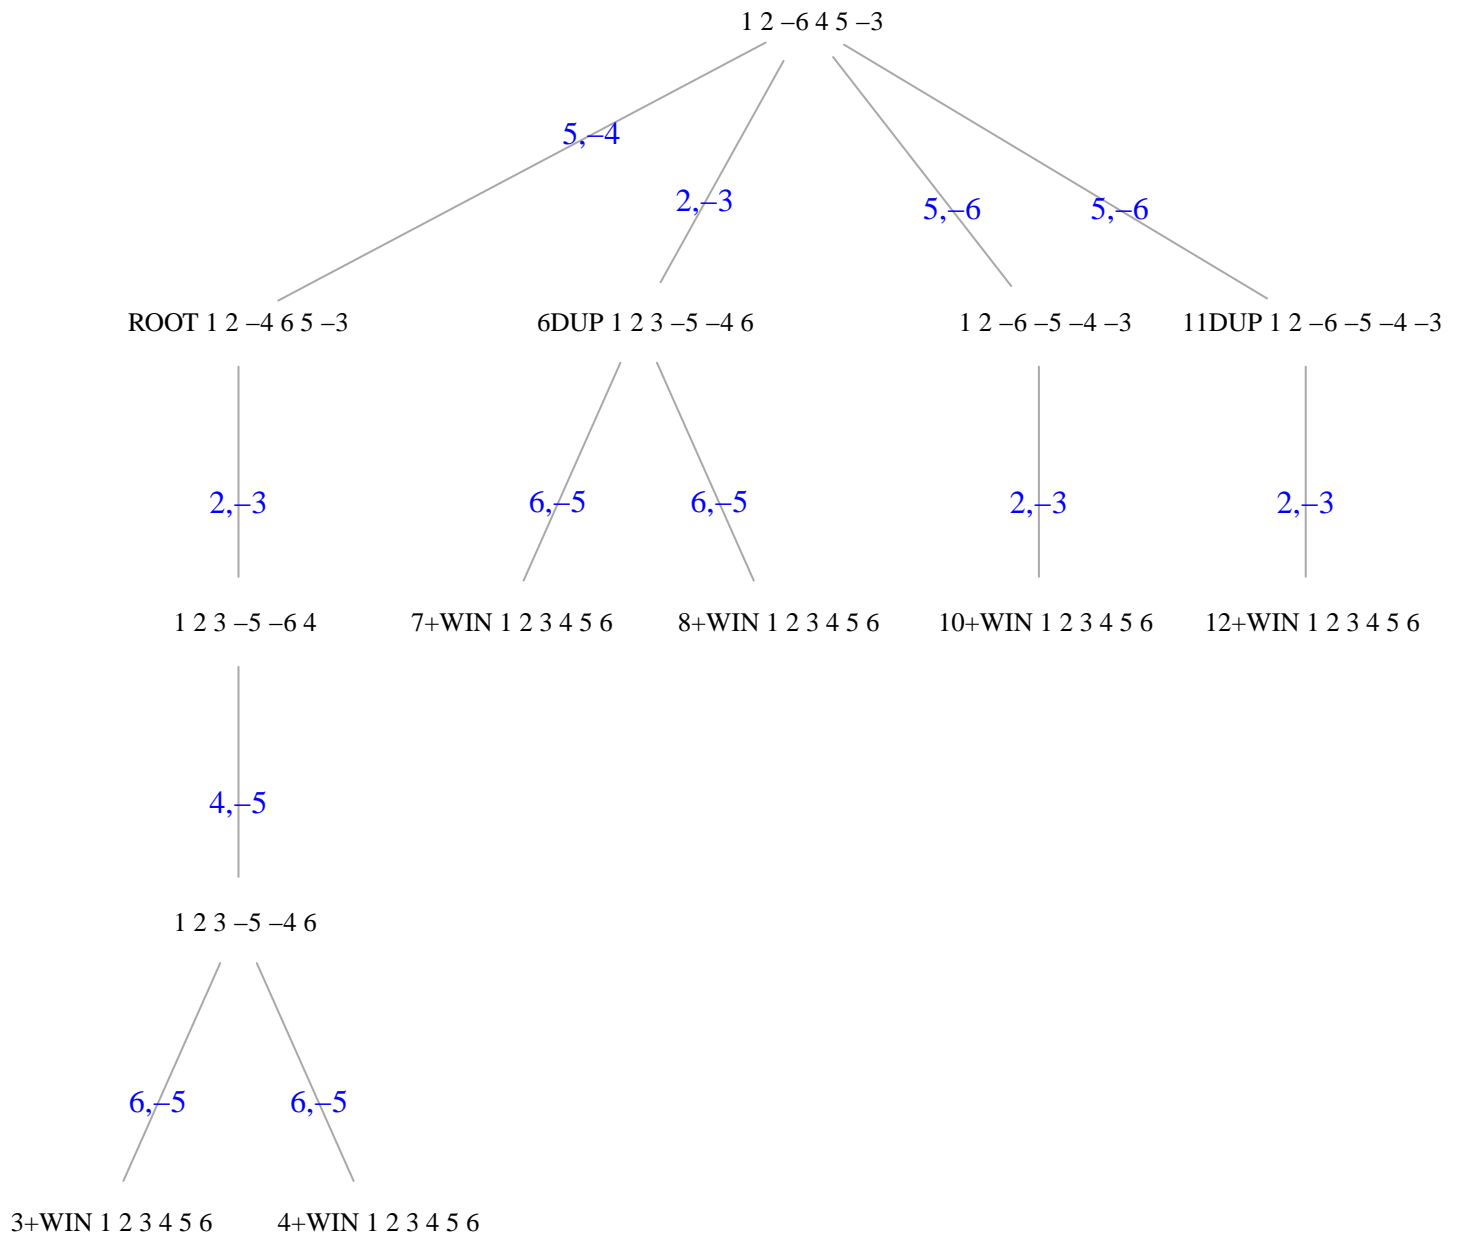 1 2 −6 4 5 −3
5,−4
2,−3
5,−6
5,−6
ROOT 1 2 −4 6 5 −3
6DUP 1 2 3 −5 −4 6
1 2 −6 −5 −4 −3
11DUP 1 2 −6 −5 −4 −3
2,−3
6,−5
6,−5
2,−3
2,−3
1 2 3 −5 −6 4
7+WIN 1 2 3 4 5 6
8+WIN 1 2 3 4 5 6
10+WIN 1 2 3 4 5 6
12+WIN 1 2 3 4 5 6
4,−5
1 2 3 −5 −4 6
6,−5
6,−5
3+WIN 1 2 3 4 5 6
4+WIN 1 2 3 4 5 6